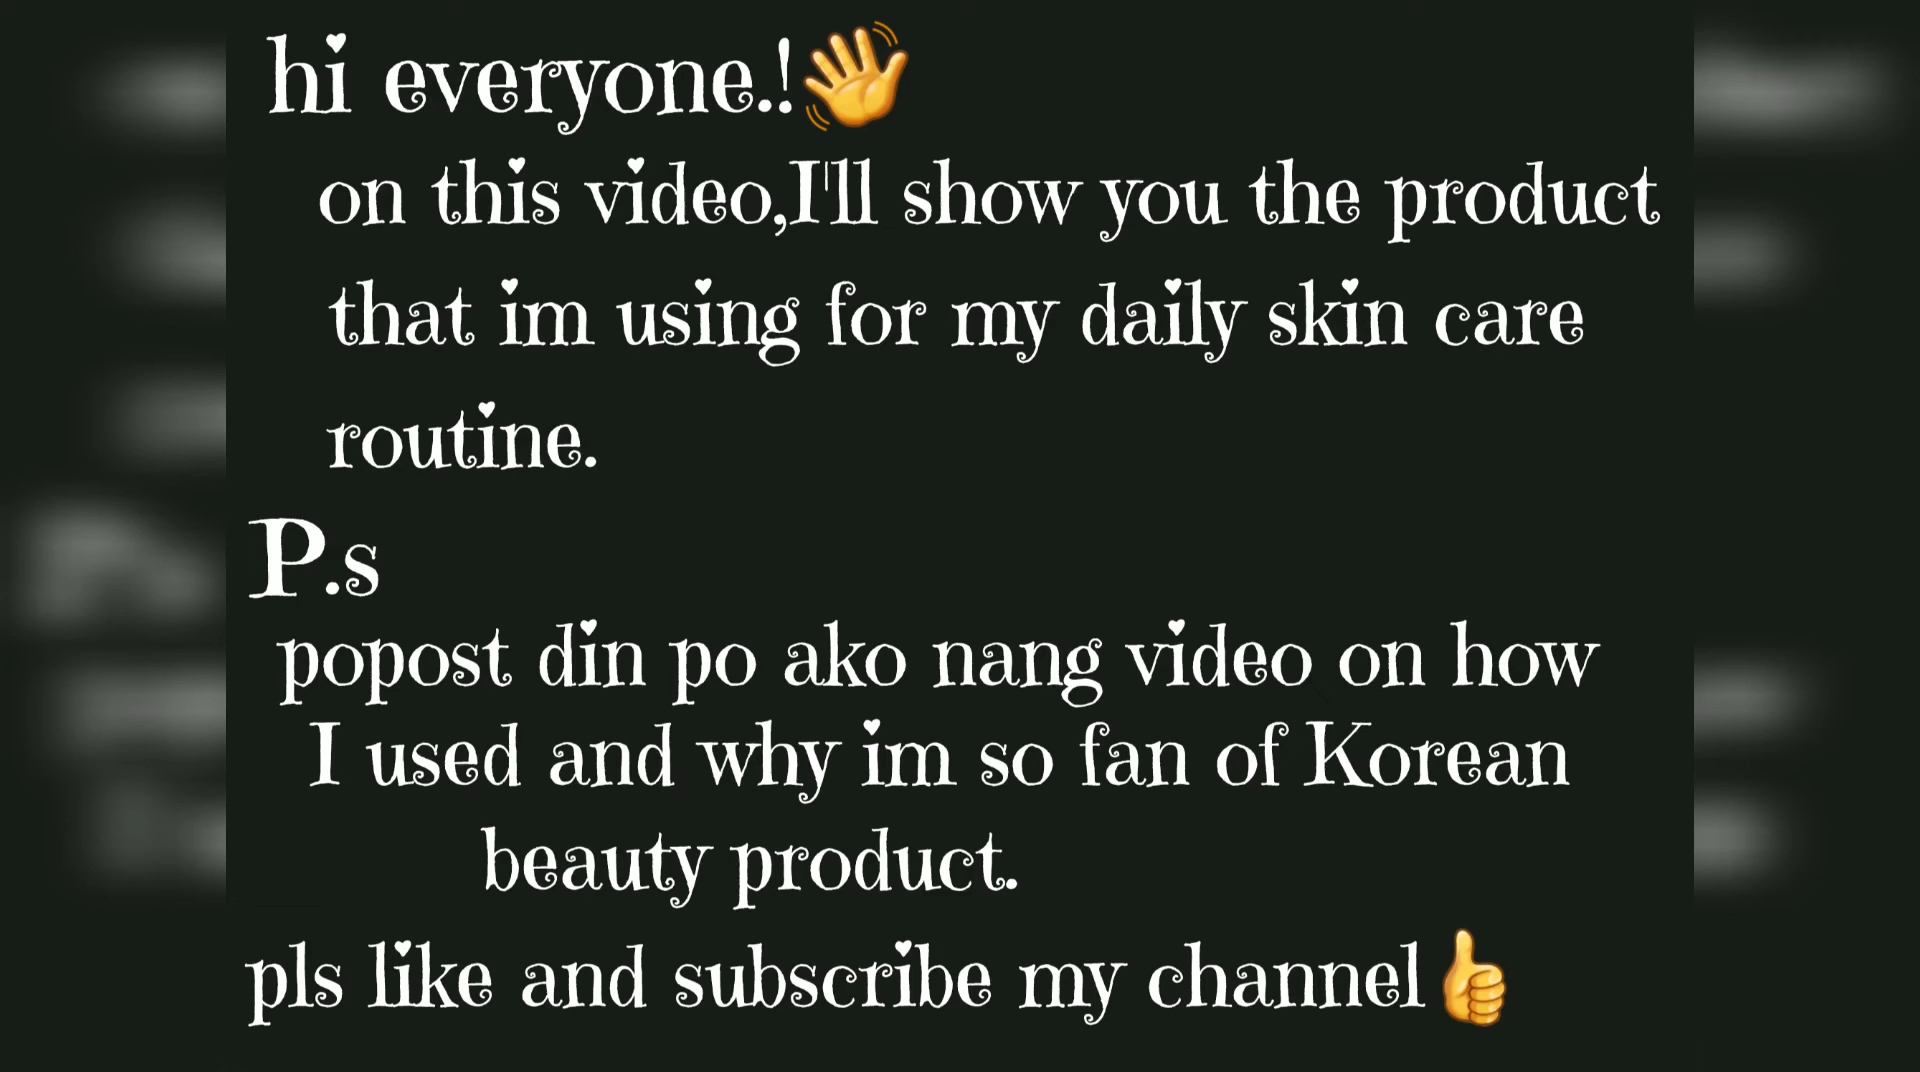 hi everyone.!👋
on this video,I'll show you the product
that im using for my daily skin care
routine.
P.s
popost din po ako nang video on how
I used and why im so fan of Korean
beauty product.
pls like and subscribe my channel👍